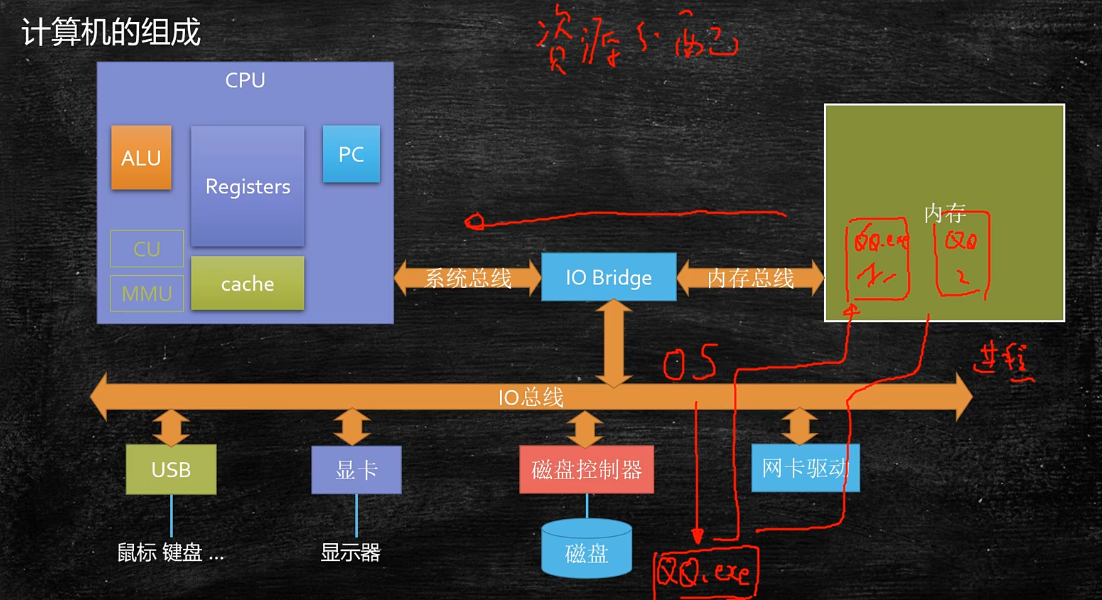 计算机的组成
资源分配
CPU
ALU
Registers
PC
CU
MMU
cache
内存
QQ.exe
QQ
2
系统总线
IO Bridge
内存总线
OS
进程
IO总线
USB
显卡
磁盘控制器
网卡驱动
鼠标 键盘 ...
显示器
磁盘
QQ.exe